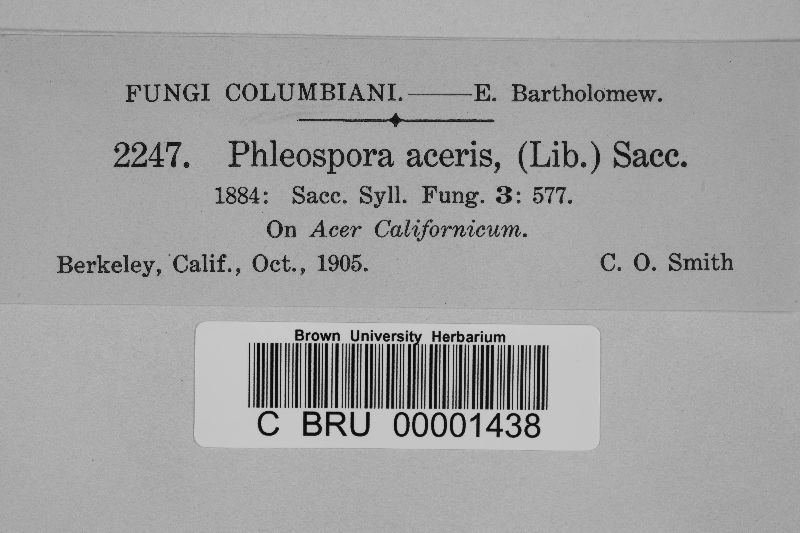 FUNGI COLUMBIANI.——E. Bartholomew.
2247. Phleospora aceris, (Lib.) Sacc.
1884: Sacc. Syll. Fung. 3: 577.
On Acer Californicum.
Berkeley, Calif., Oct., 1905. C. O. Smith
Brown University Herbarium
C BRU 00001438